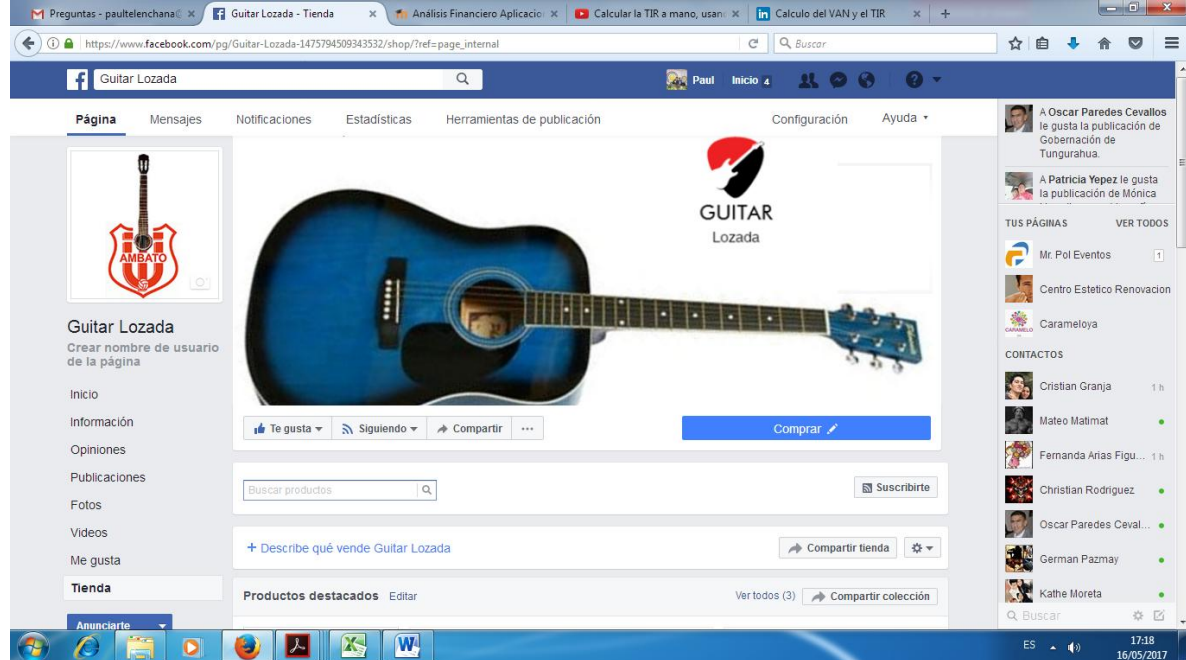 Preguntas - paultelenchana
Guitar Lozada - Tienda
Análisis Financiero Aplicacio
Calcular la TIR a mano, usan
Calculo del VAN y el TIR
https://www.facebook.com/pg/Guitar-Lozada-1475794509343532/shop/?ref=page_internal
Buscar
Guitar Lozada
Paul
Inicio 4
Página
Mensajes
Notificaciones
Estadísticas
Herramientas de publicación
Configuración
Ayuda
AMBATO
Guitar Lozada
Crear nombre de usuario
de la página
Inicio
Información
Opiniones
Publicaciones
Fotos
Videos
Me gusta
Tienda
Anunciarte
GUITAR
Lozada
Te gusta
Siguiendo
Compartir
...
Comprar
Buscar productos
Suscribirte
+ Describe qué vende Guitar Lozada
Compartir tienda
Productos destacados Editar
Ver todos (3)
Compartir colección
A Oscar Paredes Cevallos
le gusta la publicación de
Gobernación de
Tungurahua.
A Patricia Yepez le gusta
la publicación de Mónica
TUS PÁGINAS
VER TODOS
Mr. Pol Eventos 1
Centro Estetico Renovacion
CARAMELO
Carameloya
CONTACTOS
Cristian Granja 1 h
Mateo Matimat
Fernanda Arias Figu... 1 h
Christian Rodriguez
Oscar Paredes Ceval...
German Pazmay
Kathe Moreta
Buscar
ES
17:18
16/05/2017